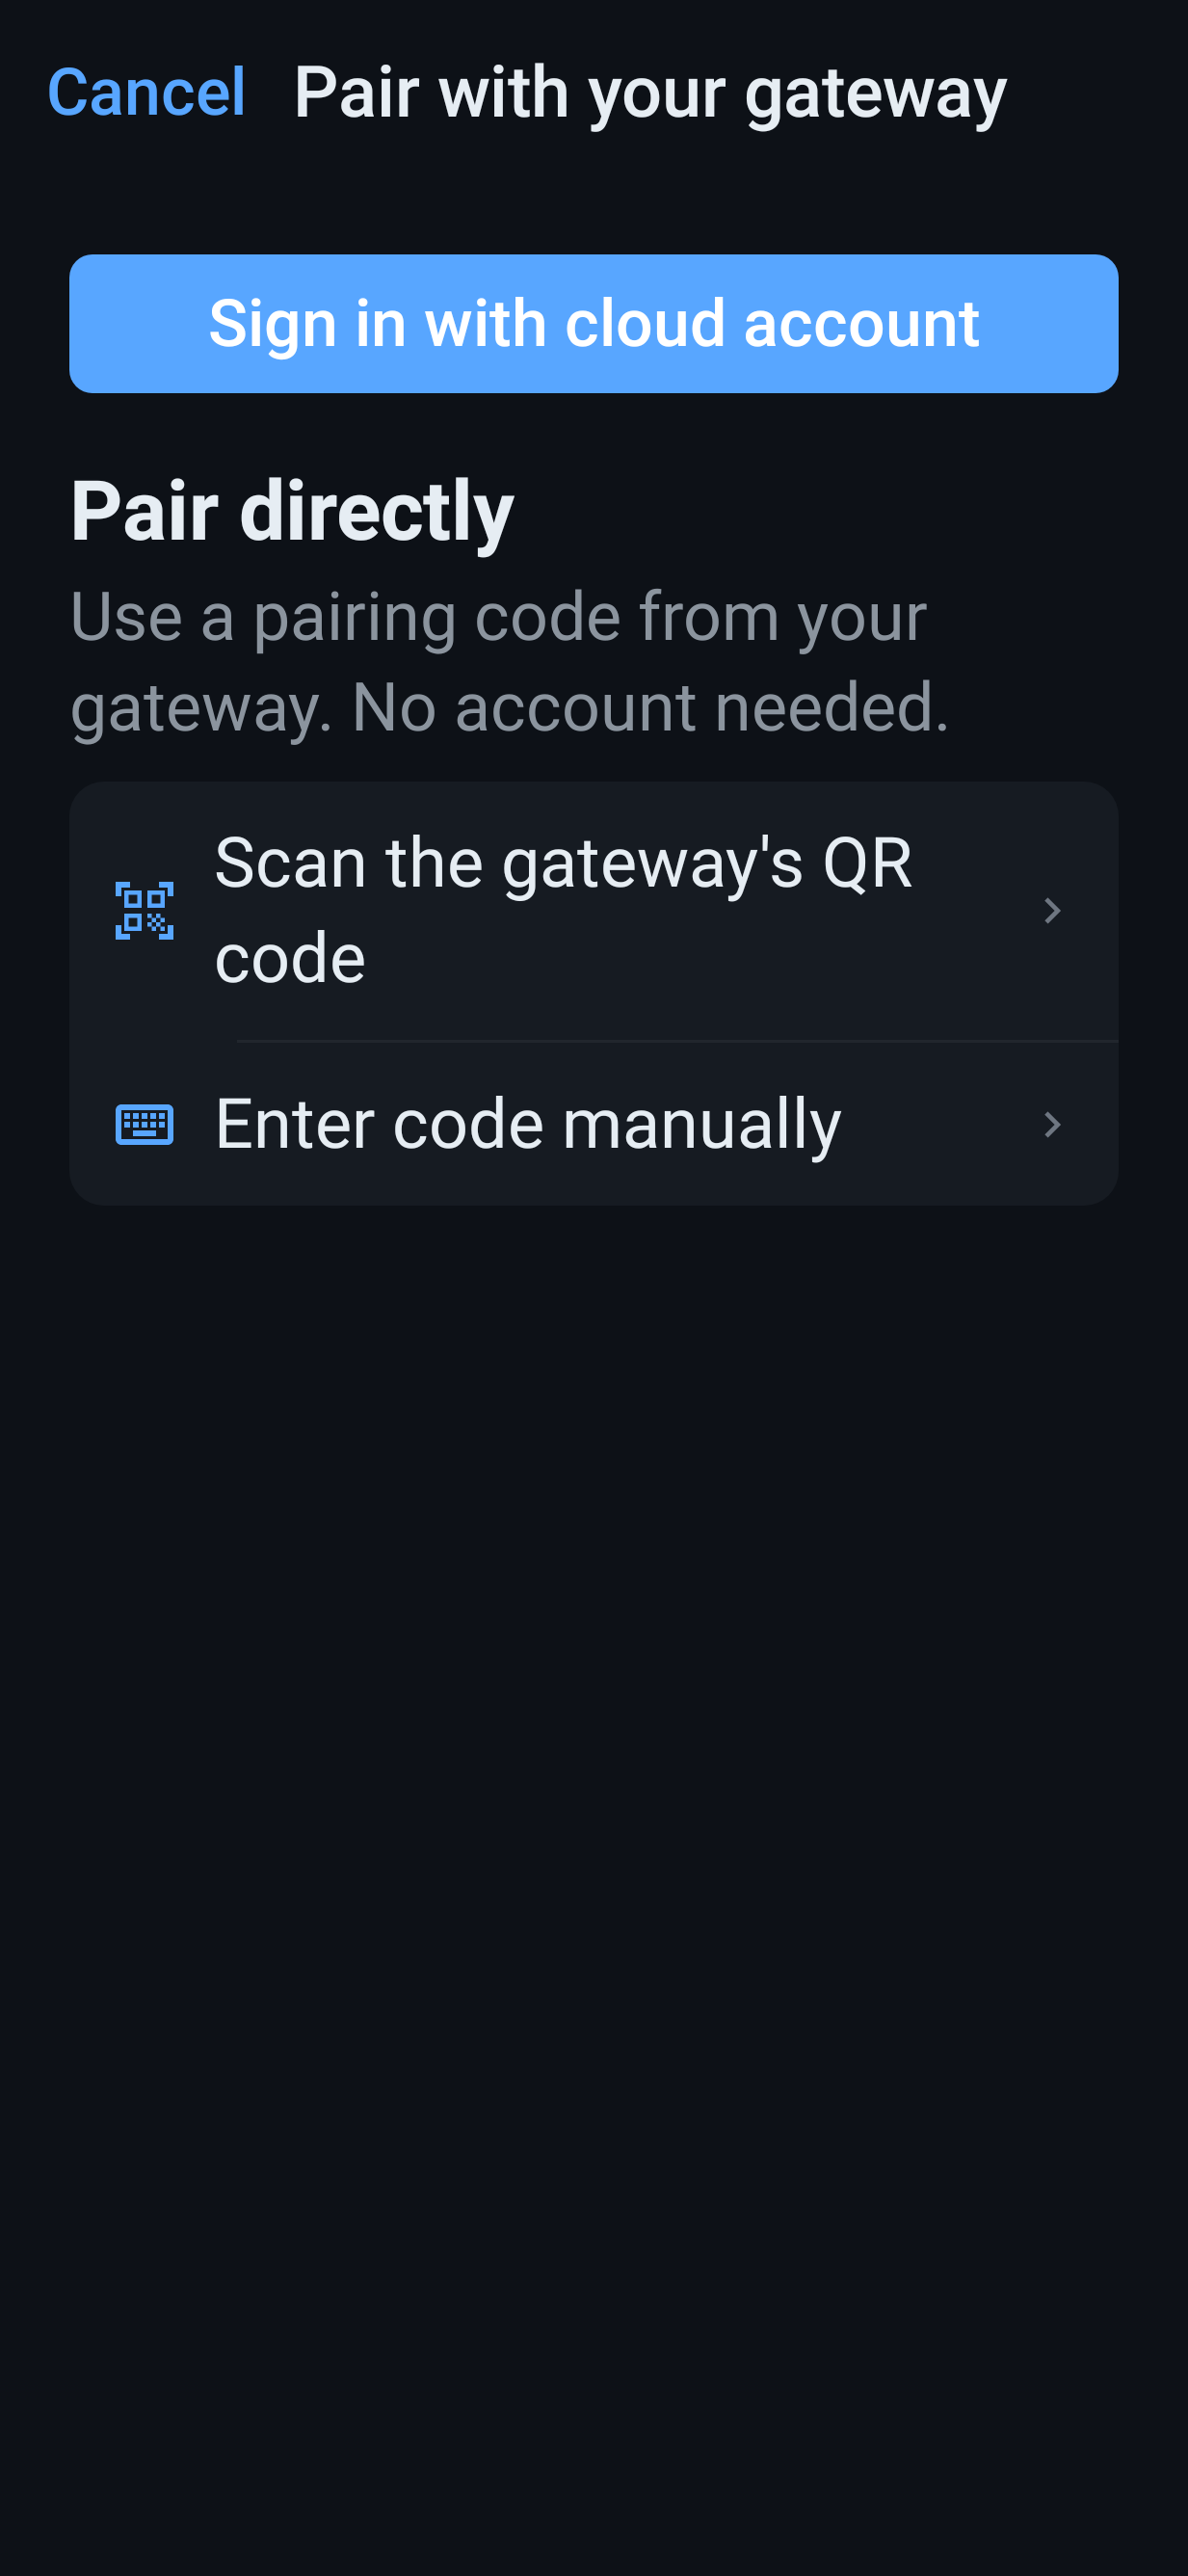 Cancel Pair with your gateway
Sign in with cloud account
Pair directly
Use a pairing code from your
gateway. No account needed.
Scan the gateway's QR
code
Enter code manually